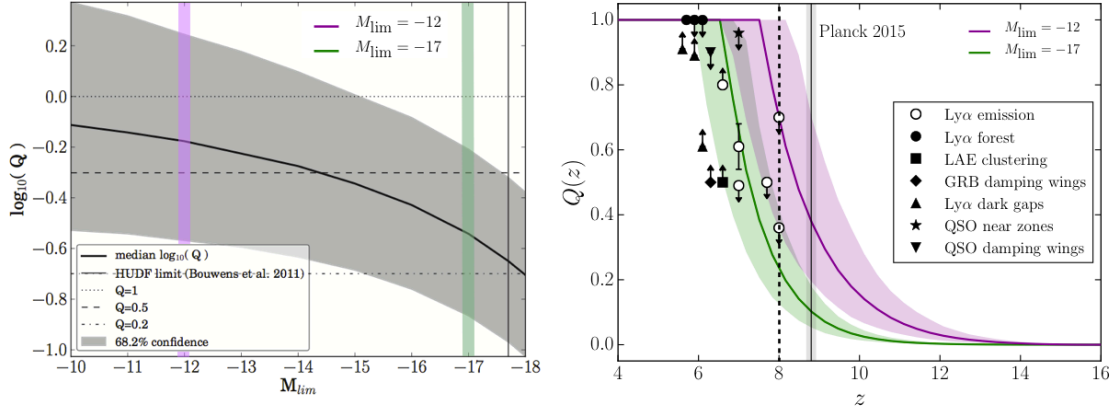 M_lim = −12
M_lim = −17
0.2
0.0
−0.2
−0.4
−0.6
−0.8
−1.0
log₁₀( Q )
median log₁₀( Q )
HUDF limit (Bouwens et al. 2011)
Q=1
Q=0.5
Q=0.2
68.2% confidence
−10 −11 −12 −13 −14 −15 −16 −17 −18
M_lim
Planck 2015
M_lim = −12
M_lim = −17
1.0
0.8
0.6
0.4
0.2
0.0
Q(z)
Lyα emission
Lyα forest
LAE clustering
GRB damping wings
Lyα dark gaps
QSO near zones
QSO damping wings
4 6 8 10 12 14 16
z